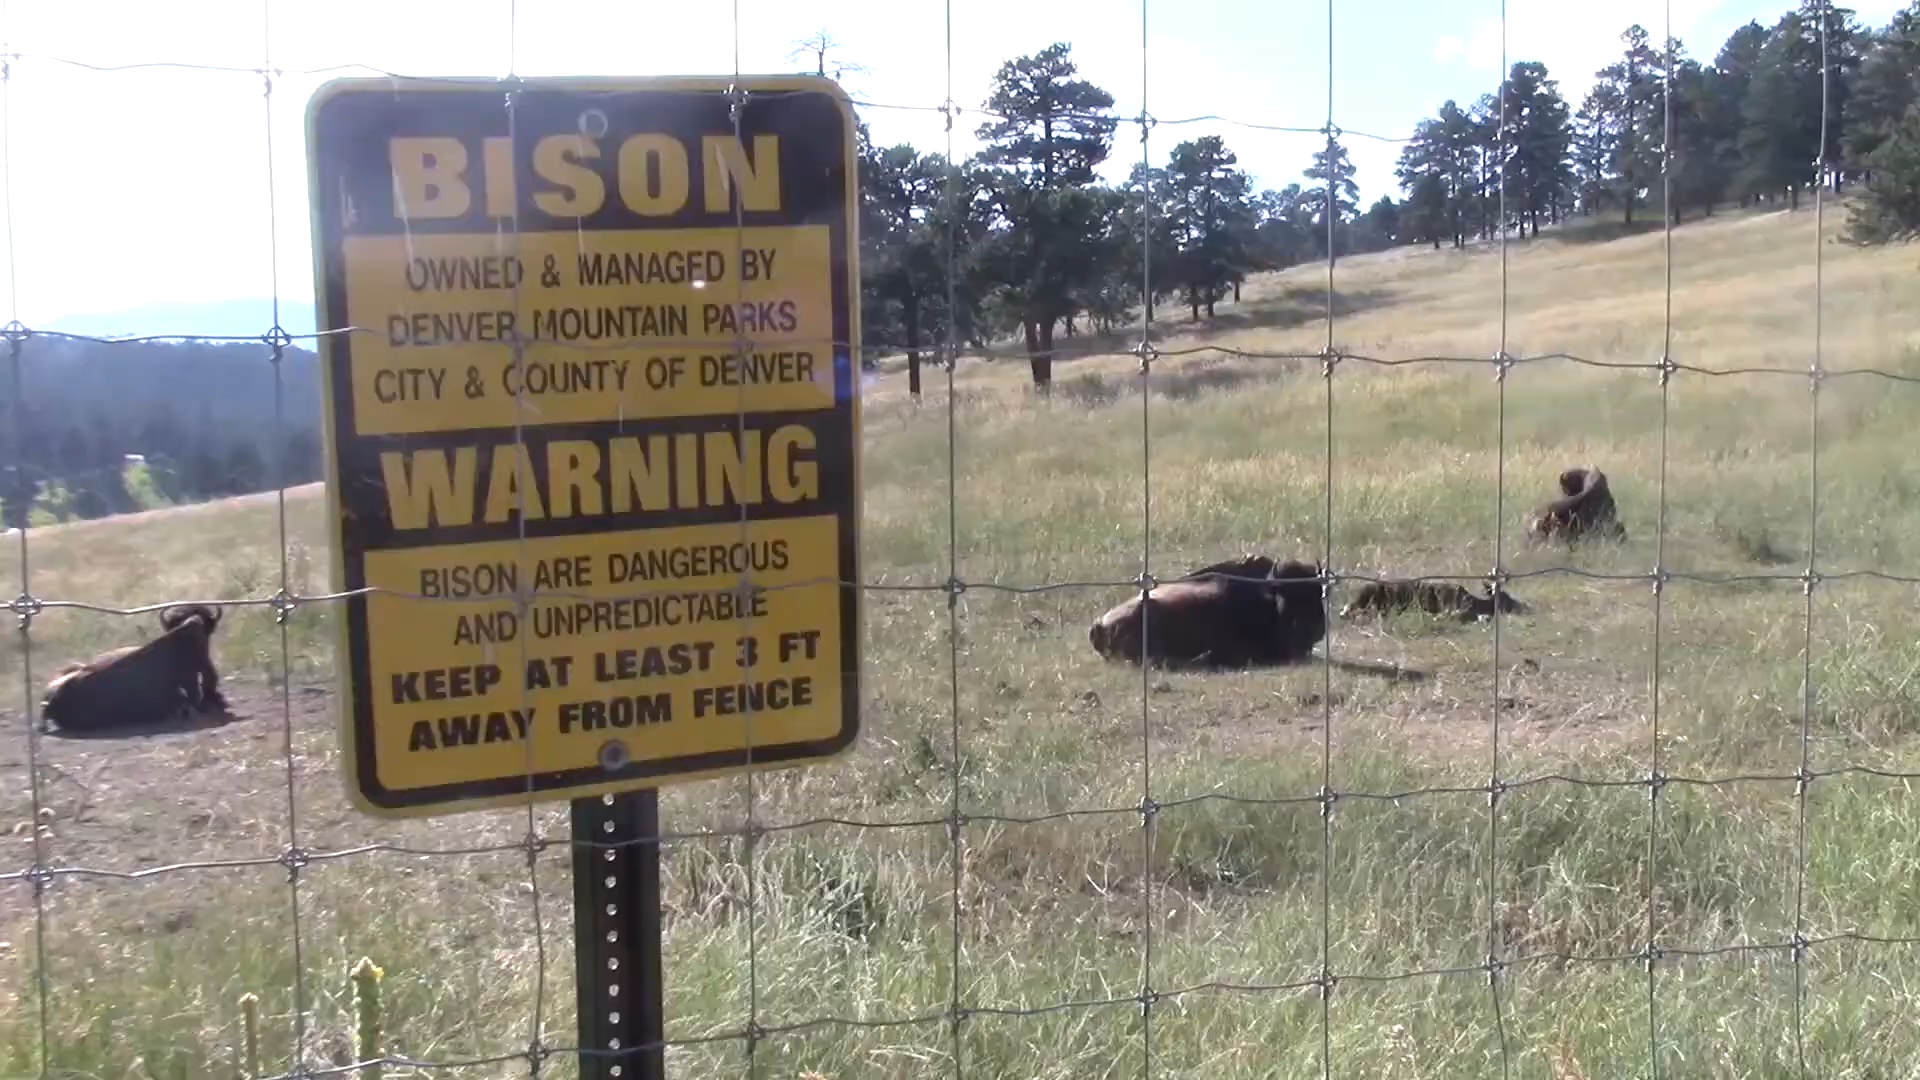 BISON
OWNED & MANAGED BY
DENVER MOUNTAIN PARKS
CITY & COUNTY OF DENVER
WARNING
BISON ARE DANGEROUS
AND UNPREDICTABLE
KEEP AT LEAST 3 FT
AWAY FROM FENCE